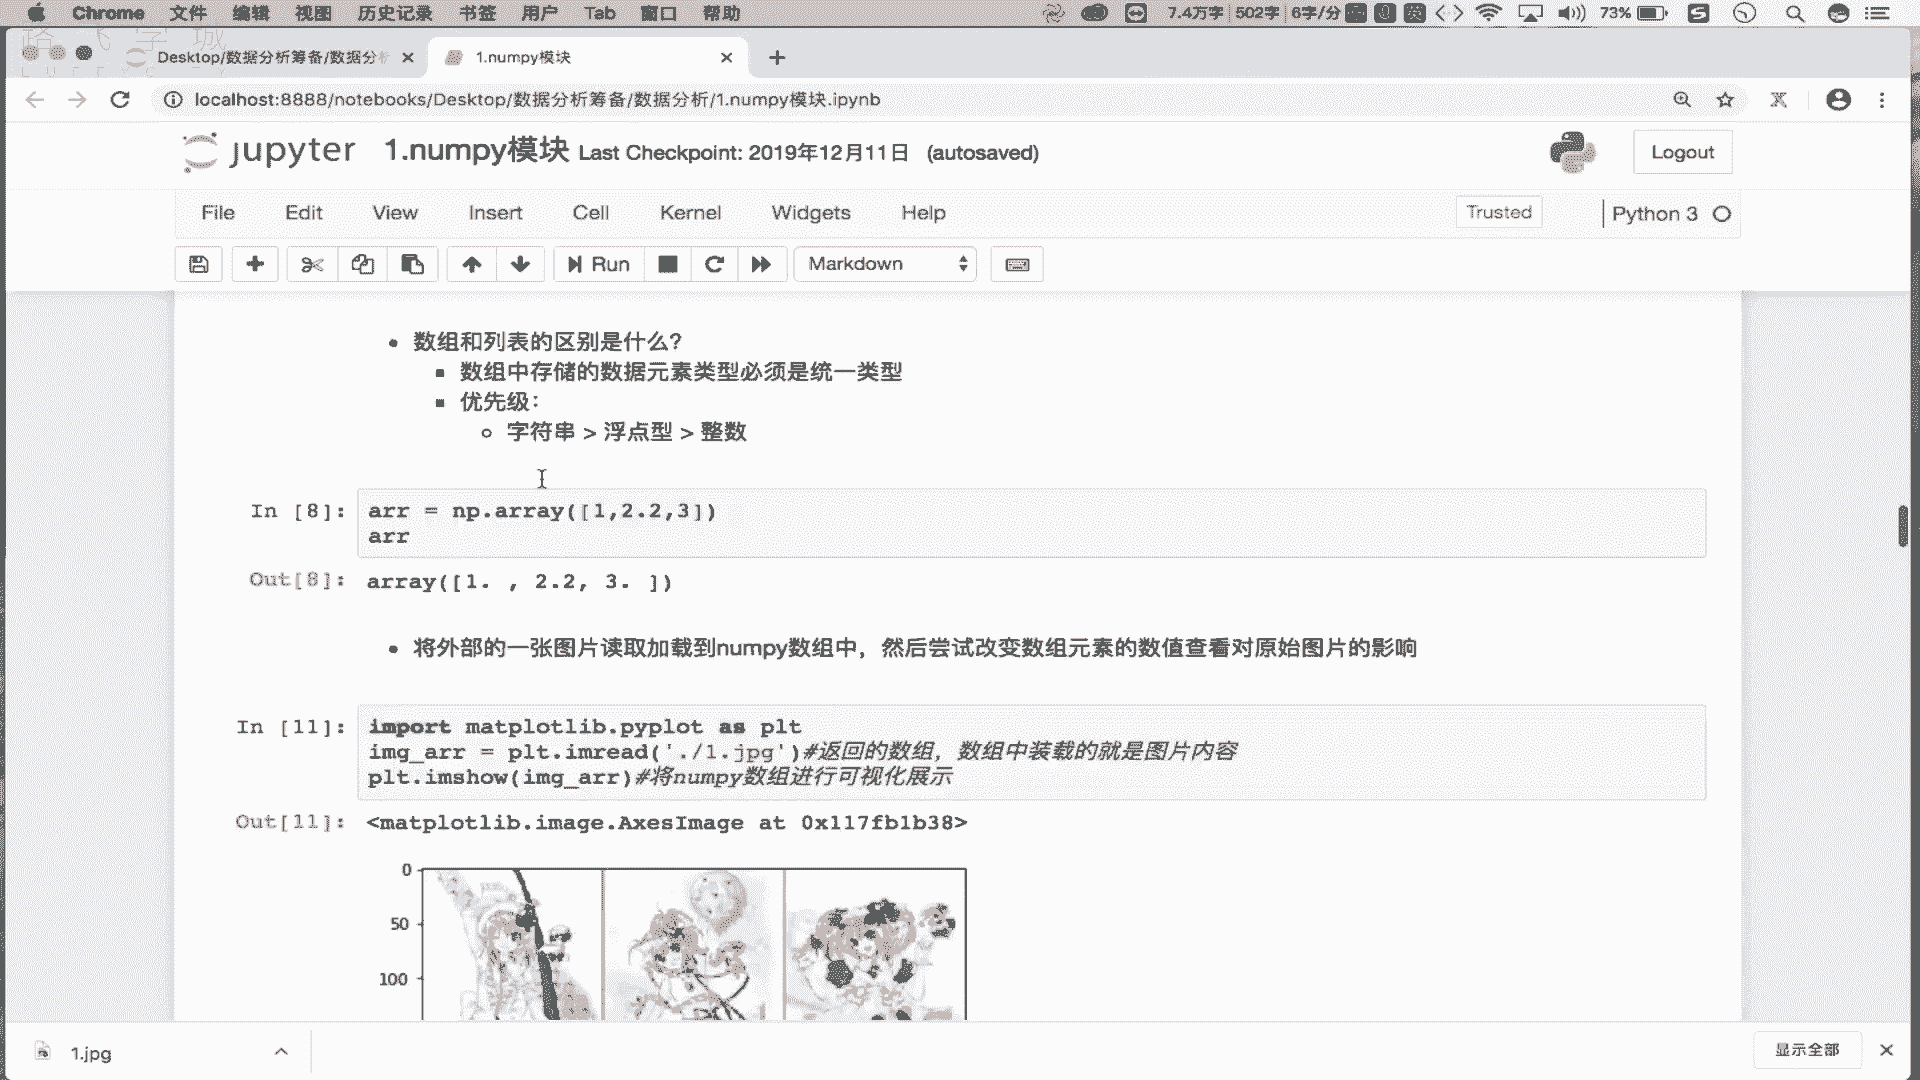 Chrome 文件 编辑 视图 历史记录 书签 用户 Tab 窗口 帮助 7.4万字 502字 6字/分 英 73% S
路飞学城
Desktop/数据分析筹备/数据分析
1.numpy模块
localhost:8888/notebooks/Desktop/数据分析筹备/数据分析/1.numpy模块.ipynb
jupyter 1.numpy模块 Last Checkpoint: 2019年12月11日 (autosaved) Logout
File Edit View Insert Cell Kernel Widgets Help Trusted Python 3
Run Markdown
数组和列表的区别是什么?
数组中存储的数据元素类型必须是统一类型
优先级:
字符串 > 浮点型 > 整数
In [8]: arr = np.array([1,2.2,3])
arr
Out[8]: array([1. , 2.2, 3. ])
将外部的一张图片读取加载到numpy数组中，然后尝试改变数组元素的数值查看对原始图片的影响
In [11]: import matplotlib.pyplot as plt
img_arr = plt.imread('./1.jpg')#返回的数组，数组中装载的就是图片内容
plt.imshow(img_arr)#将numpy数组进行可视化展示
Out[11]: <matplotlib.image.AxesImage at 0x117fb1b38>
0
50
100
1.jpg 显示全部